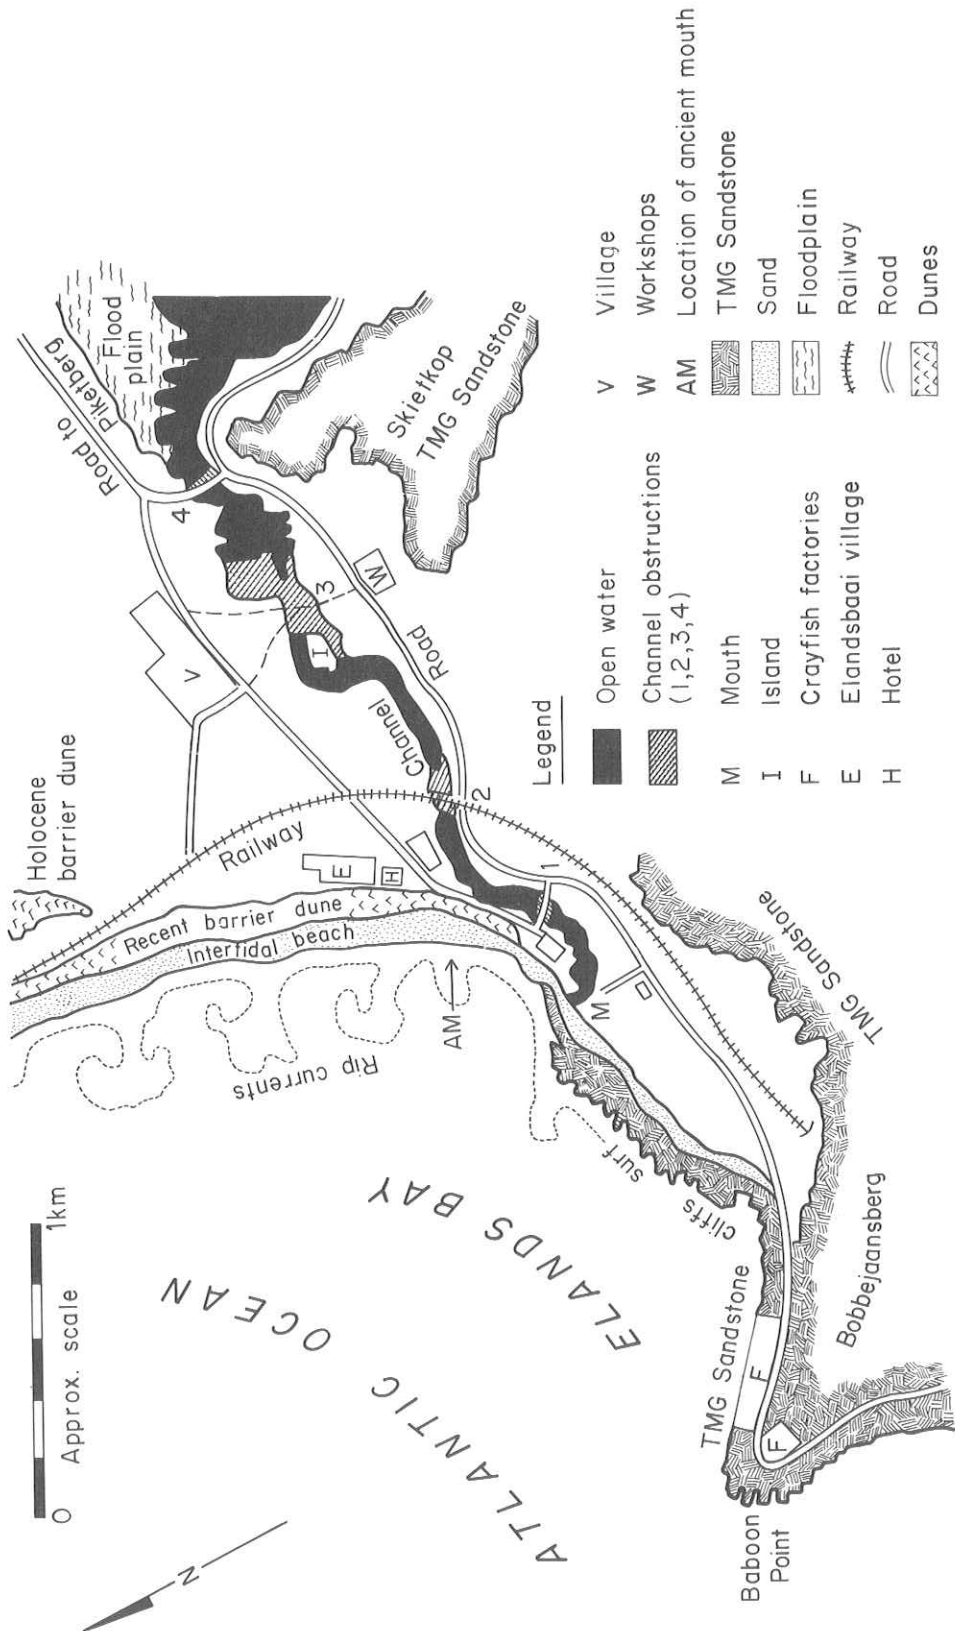 0
1km
Approx. scale
N
ATLANTIC OCEAN
ELANDS BAY
Rip currents
surf
cliffs
AM
Intertidal beach
Recent barrier dune
Holocene
barrier dune
Railway
E
H
V
Road to
Piketberg
Flood
plain
4
3
I
W
Channel
Road
2
1
M
Skietkop
TMG Sandstone
TMG Sandstone
TMG Sandstone
F
F
Baboon
Point
Bobbejaansberg
Legend
Open water
Channel obstructions
(1,2,3,4)
M Mouth
I Island
F Crayfish factories
E Elandsbaai village
H Hotel
V Village
W Workshops
AM Location of ancient mouth
TMG Sandstone
Sand
Floodplain
Railway
Road
Dunes